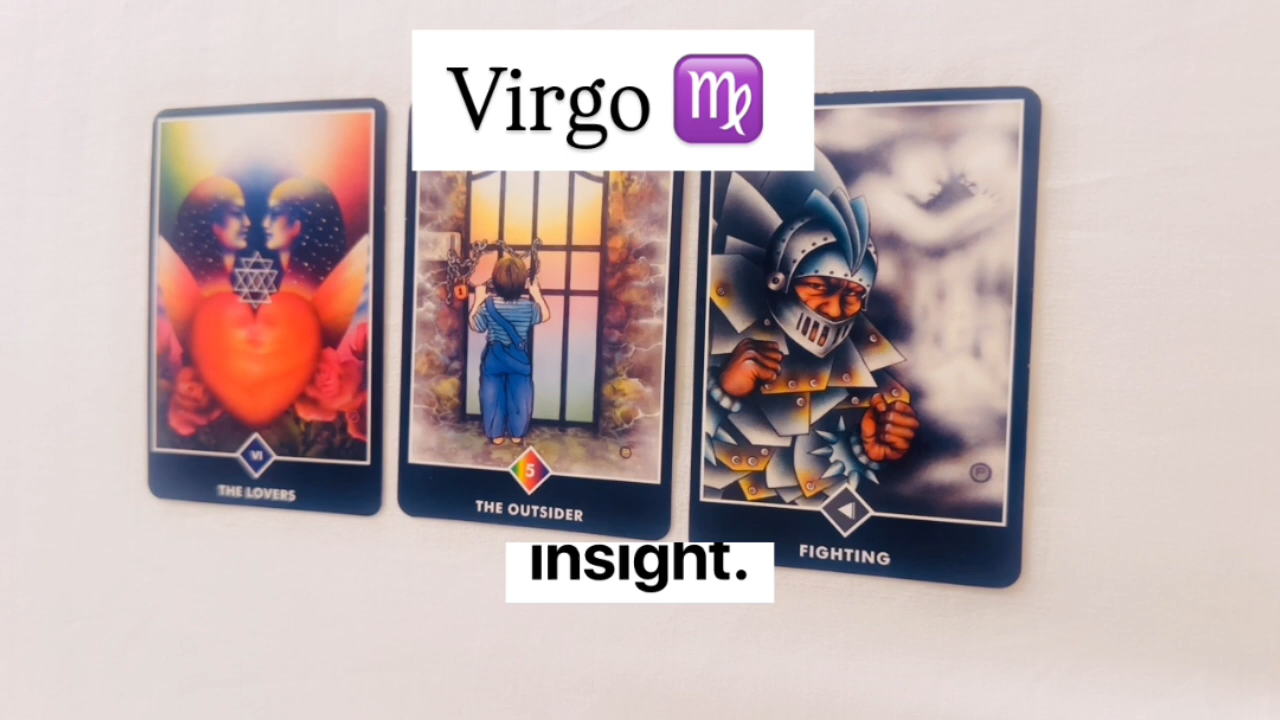 Virgo ♍
VI
THE LOVERS
5
THE OUTSIDER
FIGHTING
insight.